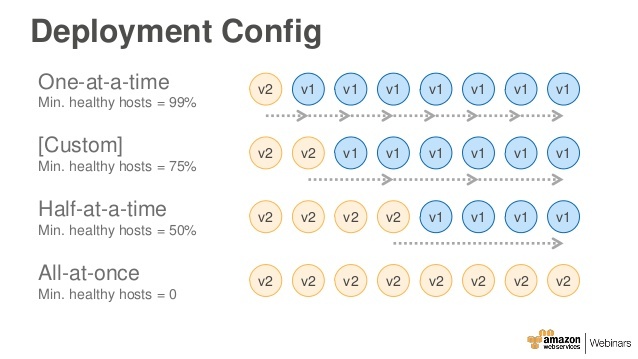 Deployment Config
One-at-a-time
Min. healthy hosts = 99%
v2 v1 v1 v1 v1 v1 v1 v1
[Custom]
Min. healthy hosts = 75%
v2 v2 v1 v1 v1 v1 v1 v1
Half-at-a-time
Min. healthy hosts = 50%
v2 v2 v2 v2 v1 v1 v1 v1
All-at-once
Min. healthy hosts = 0
v2 v2 v2 v2 v2 v2 v2 v2
amazon
webservices
Webinars